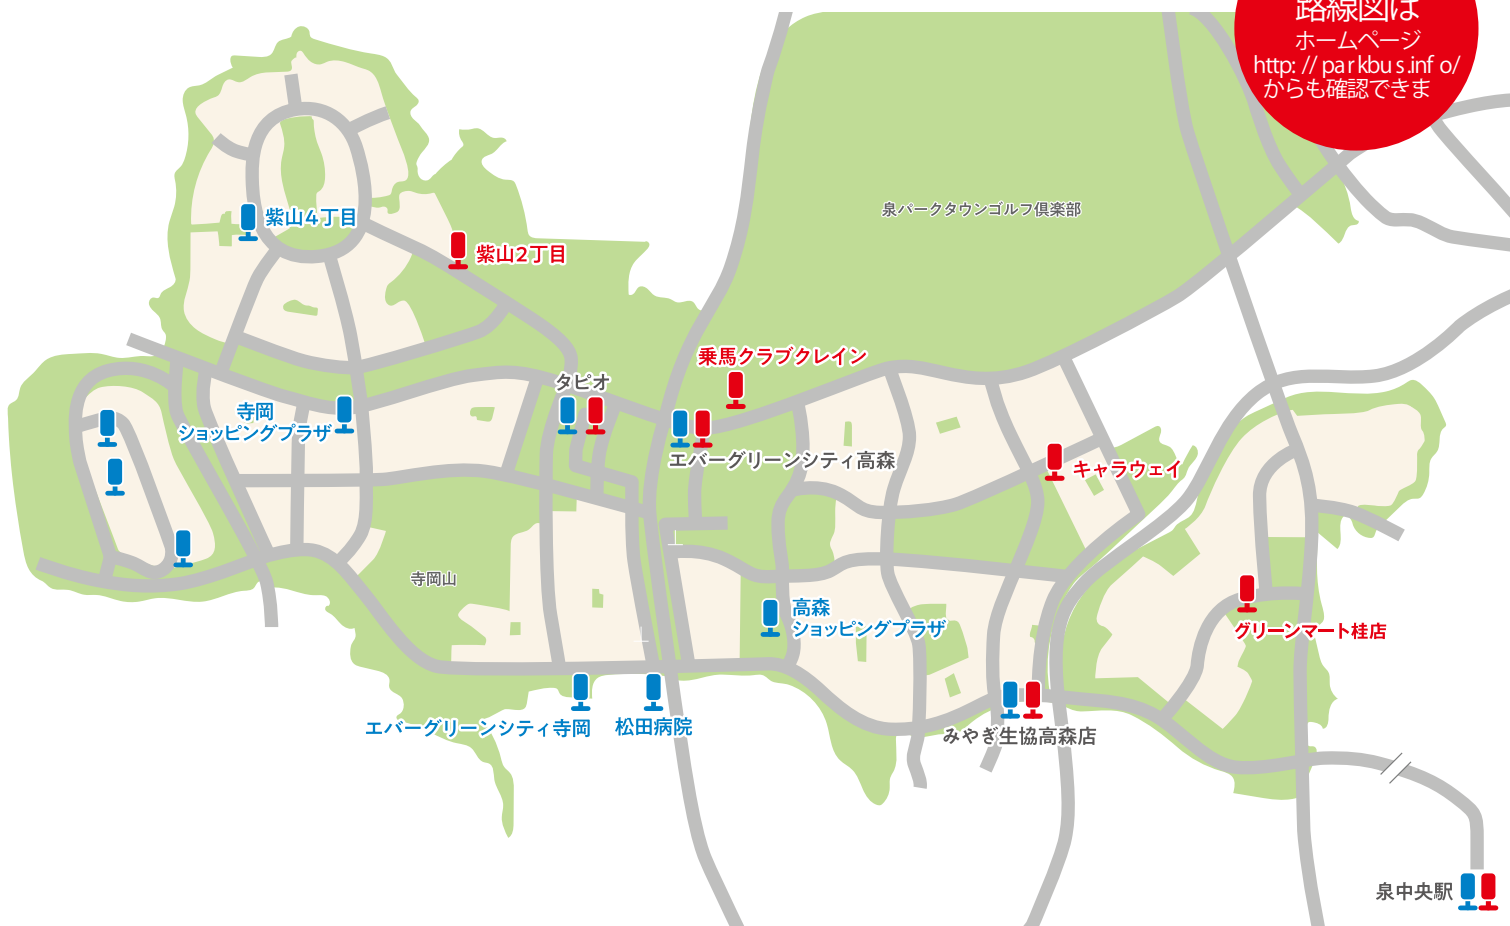 路線図は
ホームページ
http://parkbus.info/
からも確認できま
泉パークタウンゴルフ倶楽部
紫山4丁目
紫山2丁目
乗馬クラブクレイン
タピオ
寺岡
ショッピングプラザ
エバーグリーンシティ高森
キャラウェイ
寺岡山
高森
ショッピングプラザ
グリーンマート桂店
エバーグリーンシティ寺岡
松田病院
みやぎ生協高森店
泉中央駅